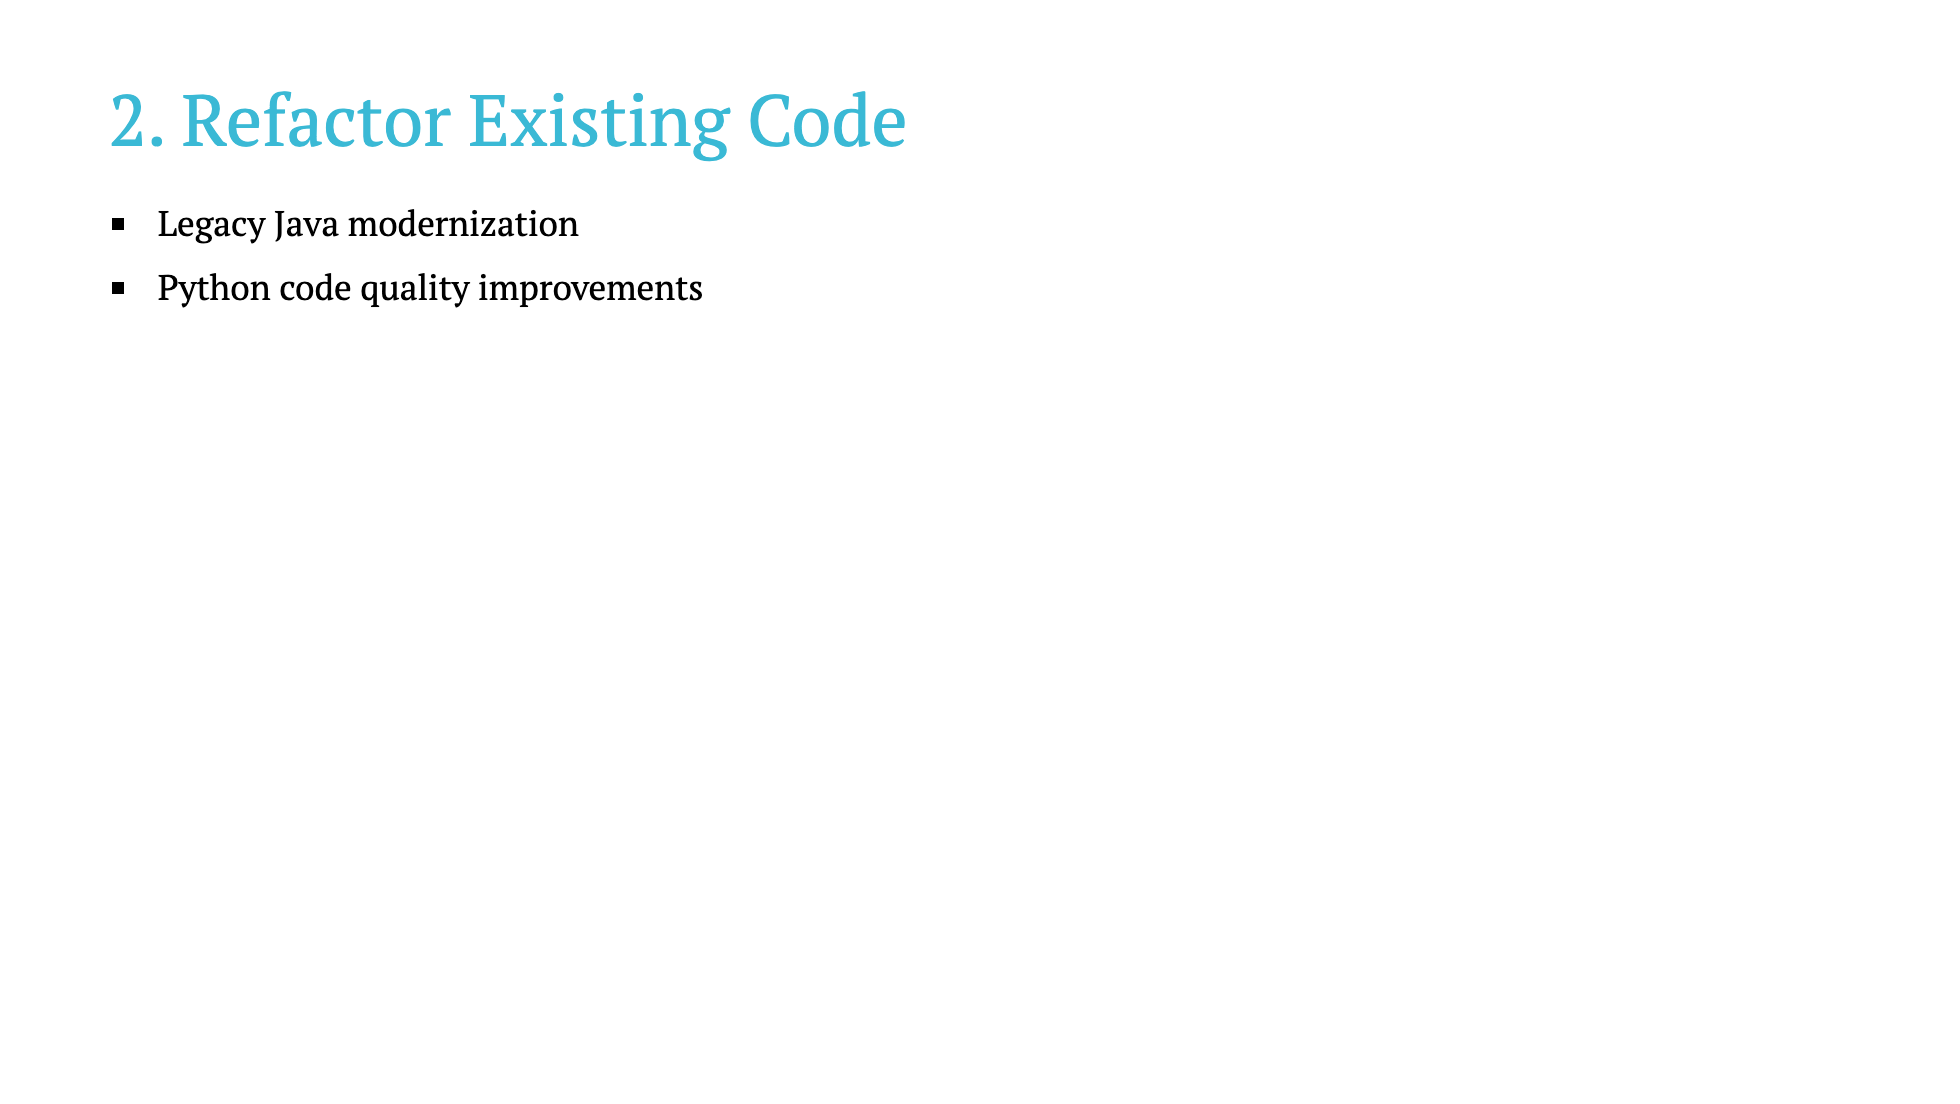 2. Refactor Existing Code
▪ Legacy Java modernization
▪ Python code quality improvements